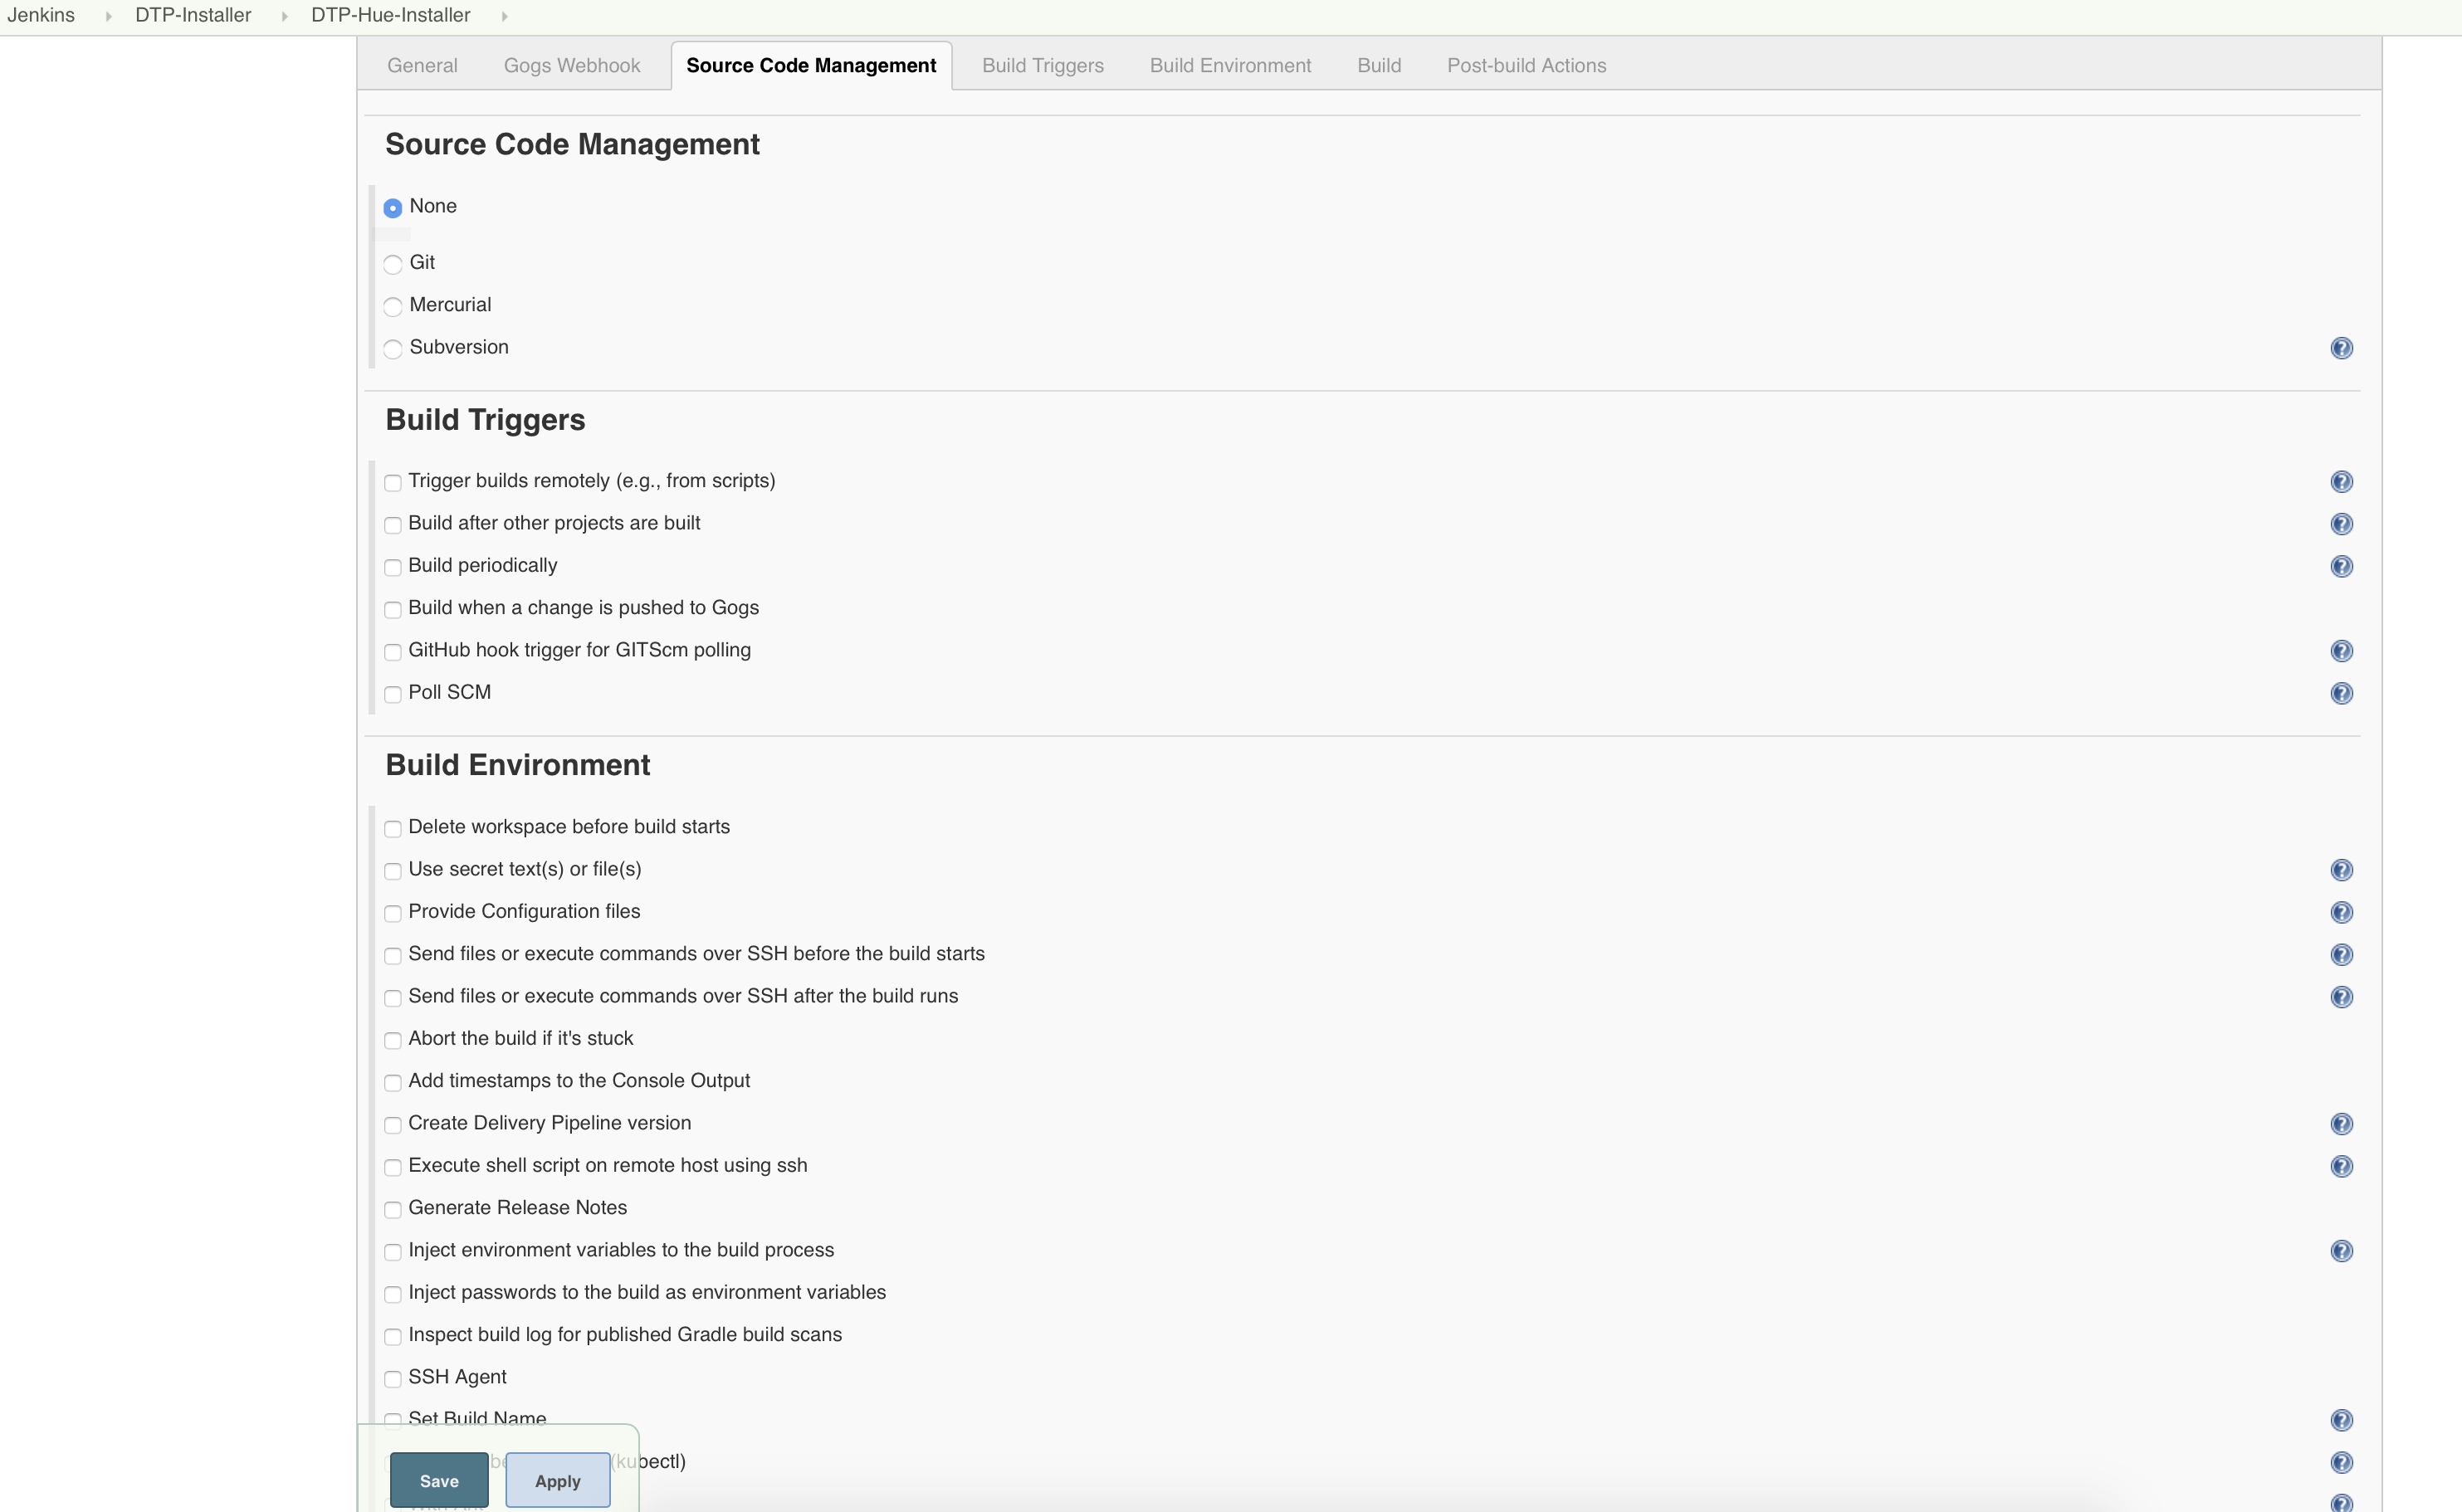 Jenkins DTP-Installer DTP-Hue-Installer
General Gogs Webhook Source Code Management Build Triggers Build Environment Build Post-build Actions
Source Code Management
None
Git
Mercurial
Subversion
Build Triggers
Trigger builds remotely (e.g., from scripts)
Build after other projects are built
Build periodically
Build when a change is pushed to Gogs
GitHub hook trigger for GITScm polling
Poll SCM
Build Environment
Delete workspace before build starts
Use secret text(s) or file(s)
Provide Configuration files
Send files or execute commands over SSH before the build starts
Send files or execute commands over SSH after the build runs
Abort the build if it's stuck
Add timestamps to the Console Output
Create Delivery Pipeline version
Execute shell script on remote host using ssh
Generate Release Notes
Inject environment variables to the build process
Inject passwords to the build as environment variables
Inspect build log for published Gradle build scans
SSH Agent
Set Build Name
(kubectl)
Save Apply